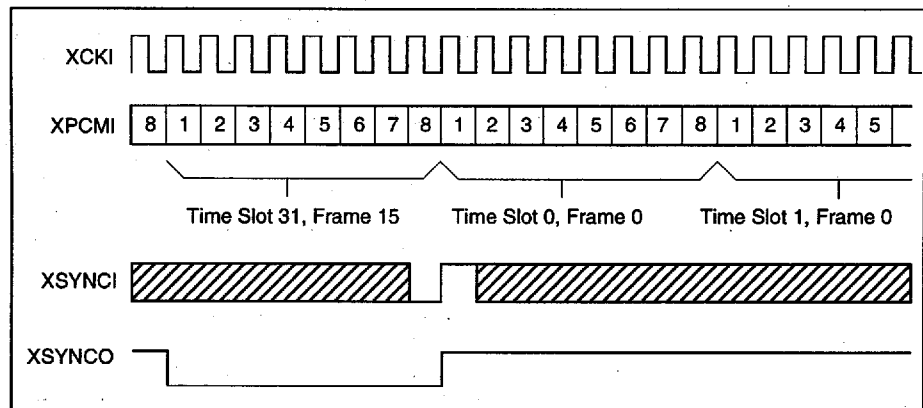 XCKI
XPCMI 8 1 2 3 4 5 6 7 8 1 2 3 4 5 6 7 8 1 2 3 4 5
Time Slot 31, Frame 15 Time Slot 0, Frame 0 Time Slot 1, Frame 0
XSYNCI
XSYNCO